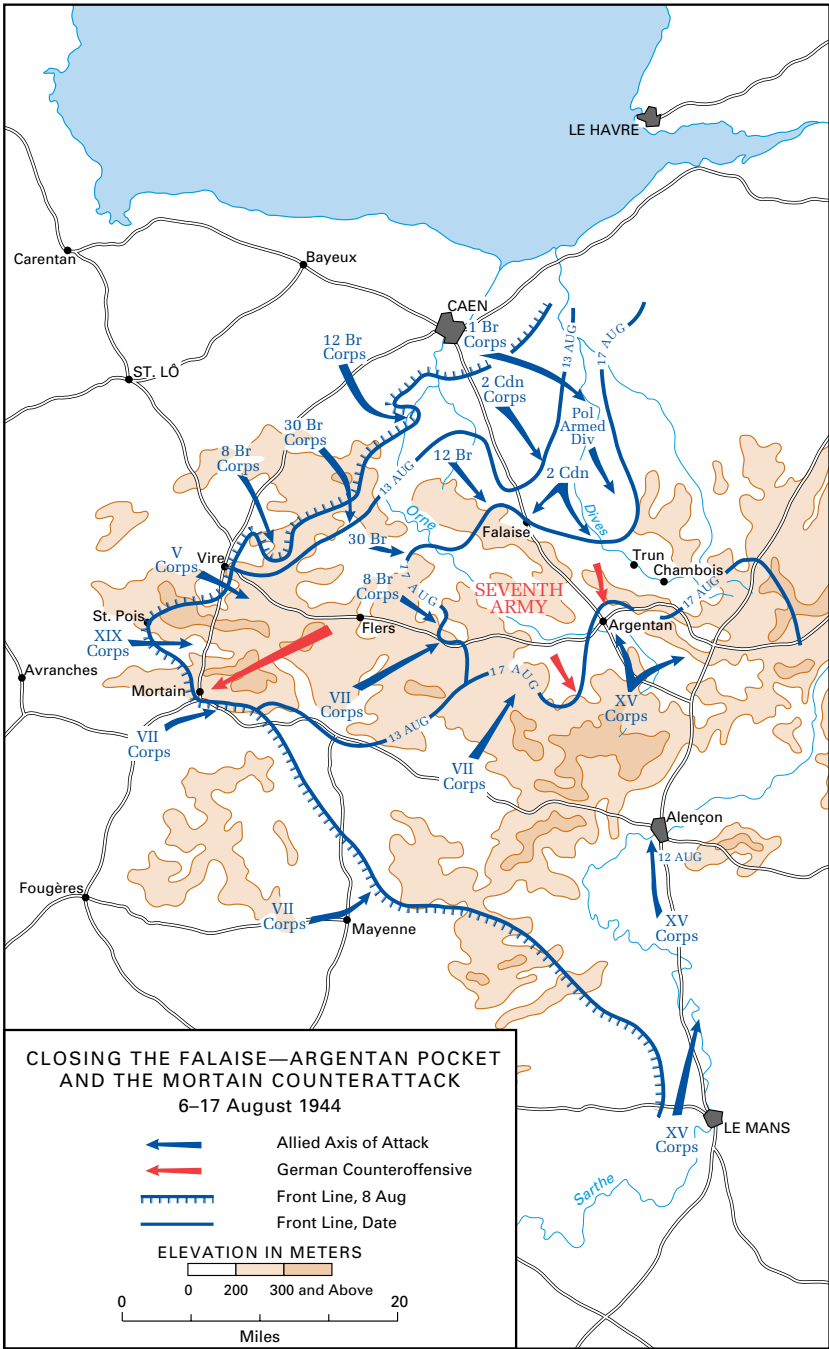 LE HAVRE
Carentan
Bayeux
CAEN
1 Br
Corps
12 Br
Corps
13 AUG
17 AUG
ST. LÔ
2 Cdn
Corps
Pol
Armed
Div
30 Br
Corps
8 Br
Corps
13 AUG
12 Br
2 Cdn
Orne
Dives
Falaise
30 Br
Vire
V
Corps
Trun
Chambois
17 AUG
8 Br
Corps
SEVENTH
ARMY
17 AUG
St. Pois
Flers
Argentan
XIX
Corps
Avranches
Mortain
VII
Corps
17 AUG
XV
Corps
VII
Corps
13 AUG
VII
Corps
Alençon
12 AUG
Fougères
VII
Corps
Mayenne
XV
Corps
CLOSING THE FALAISE—ARGENTAN POCKET
AND THE MORTAIN COUNTERATTACK
6–17 August 1944
LE MANS
XV
Corps
Sarthe
Allied Axis of Attack
German Counteroffensive
Front Line, 8 Aug
Front Line, Date
ELEVATION IN METERS
0 200 300 and Above
0 20
Miles